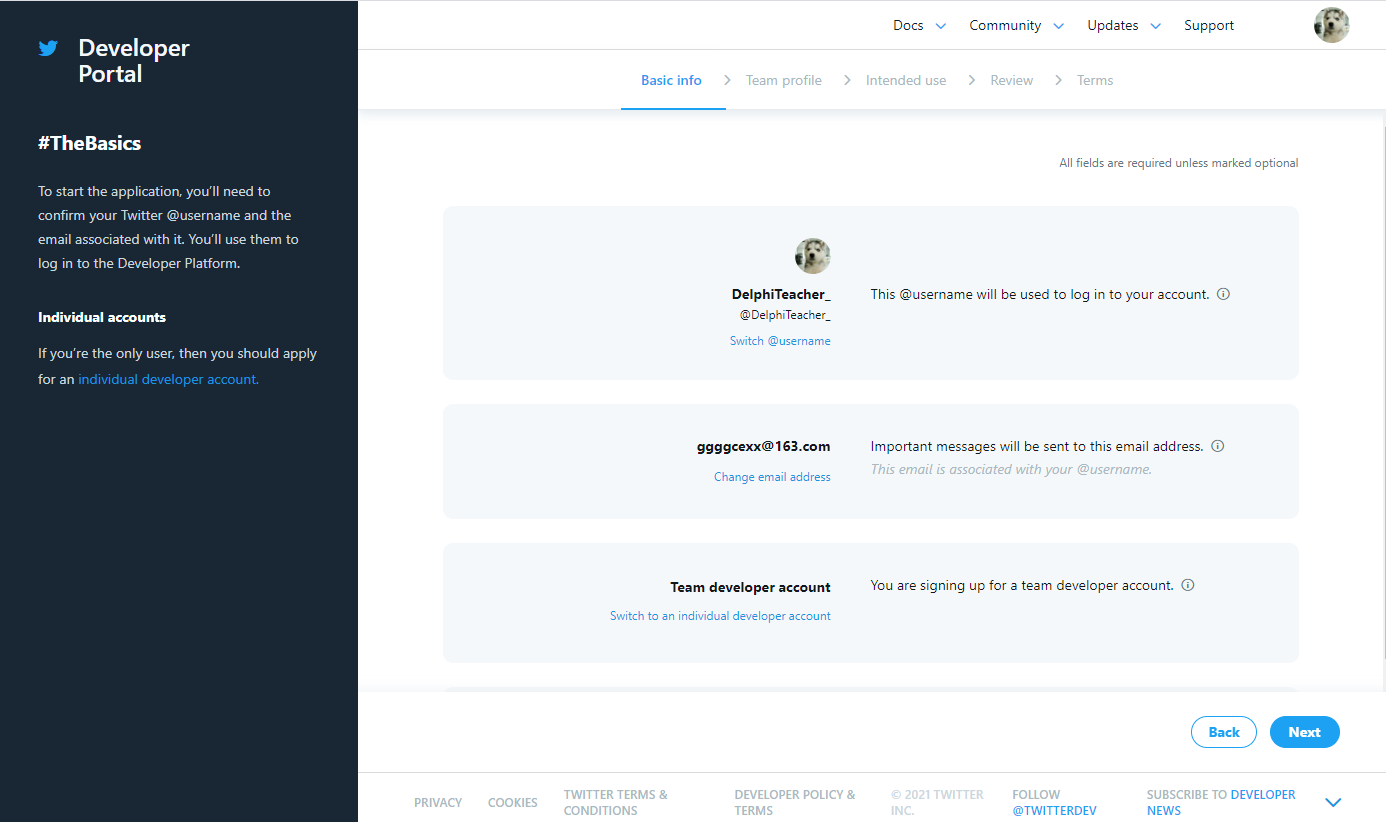 Developer
Portal
#TheBasics
To start the application, you’ll need to
confirm your Twitter @username and the
email associated with it. You’ll use them to
log in to the Developer Platform.
Individual accounts
If you’re the only user, then you should apply
for an individual developer account.
Docs
Community
Updates
Support
Basic info
Team profile
Intended use
Review
Terms
All fields are required unless marked optional
DelphiTeacher_
@DelphiTeacher_
Switch @username
This @username will be used to log in to your account.
ggggcexx@163.com
Change email address
Important messages will be sent to this email address.
This email is associated with your @username.
Team developer account
Switch to an individual developer account
You are signing up for a team developer account.
Back
Next
PRIVACY
COOKIES
TWITTER TERMS &
CONDITIONS
DEVELOPER POLICY &
TERMS
© 2021 TWITTER
INC.
FOLLOW
@TWITTERDEV
SUBSCRIBE TO DEVELOPER
NEWS